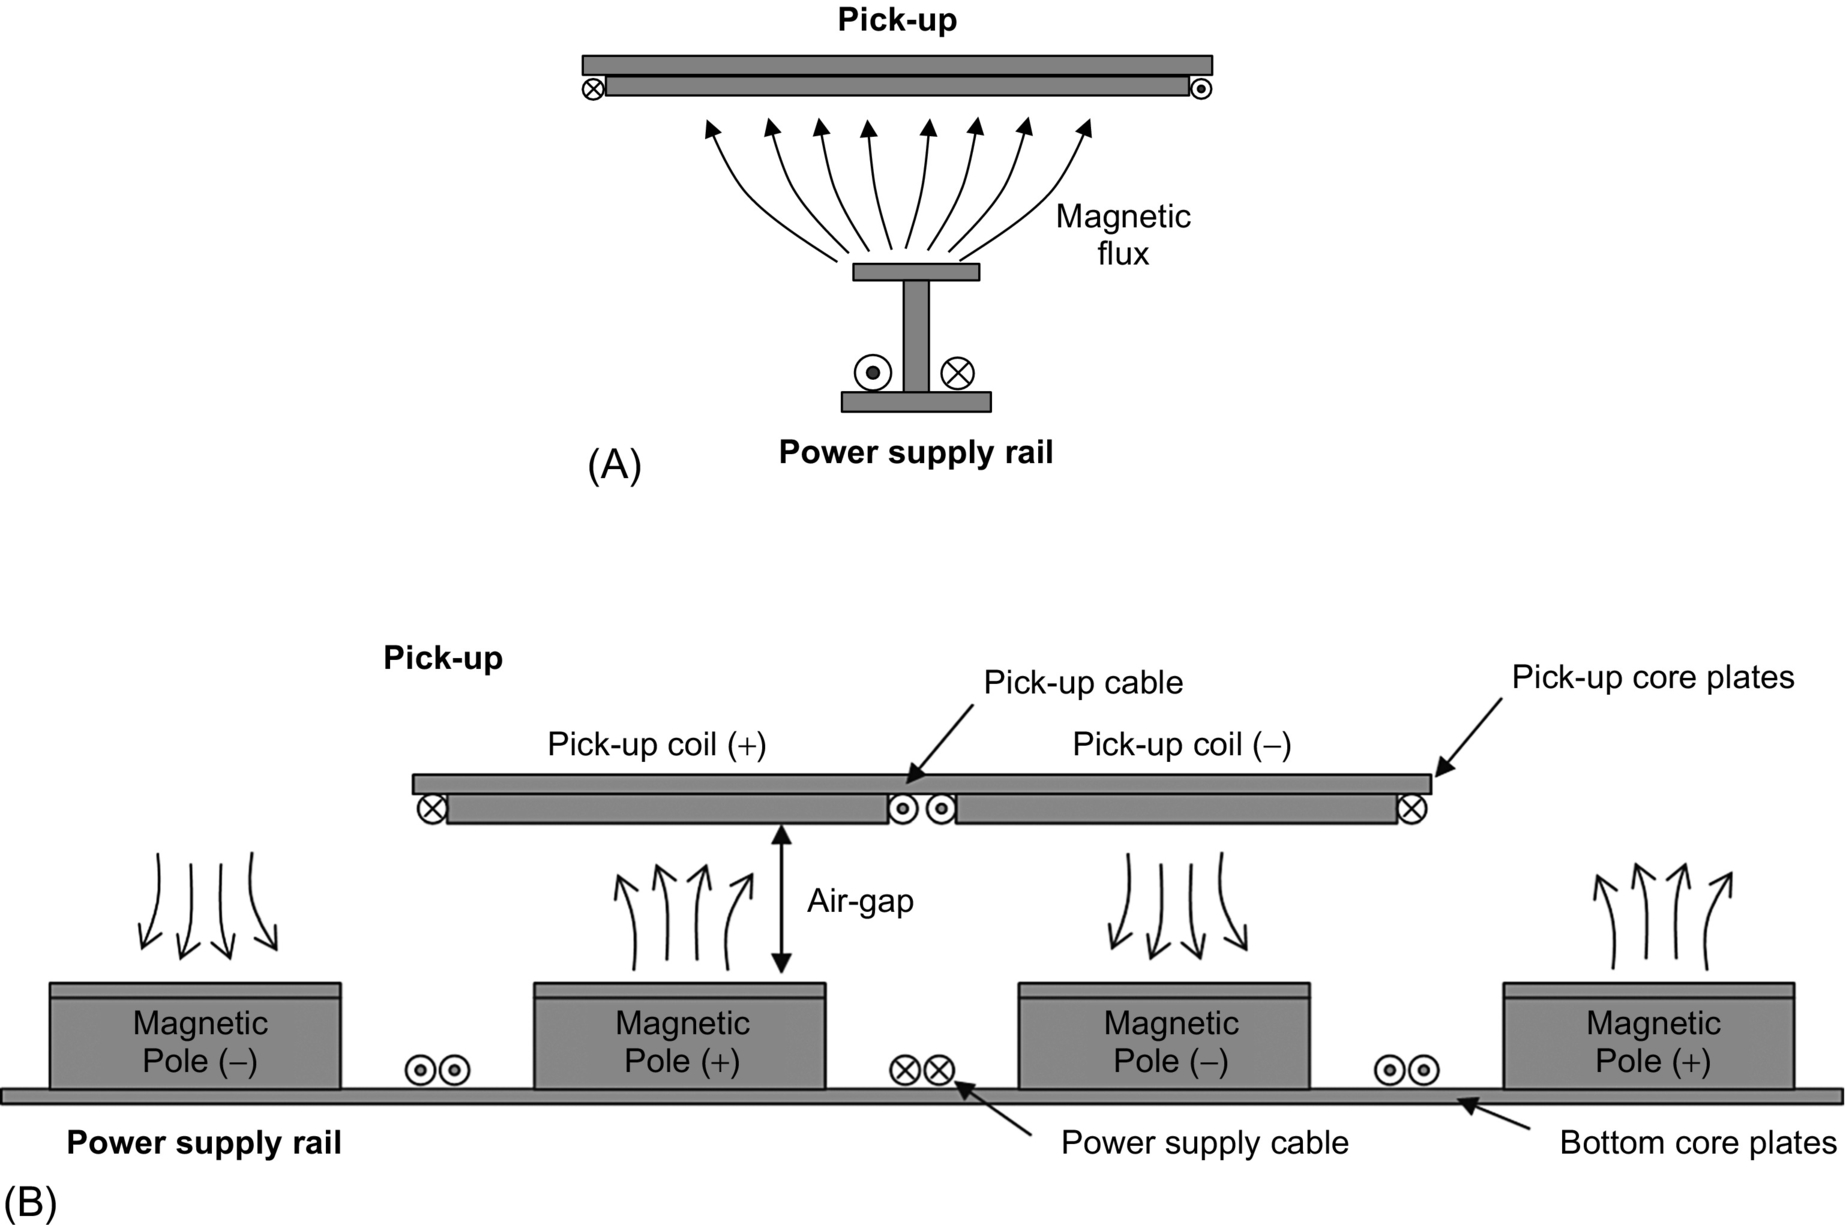 Pick-up
Magnetic
flux
Power supply rail
(A)
Pick-up
Pick-up cable
Pick-up core plates
Pick-up coil (+)
Pick-up coil (−)
Air-gap
Magnetic
Pole (−)
Magnetic
Pole (+)
Magnetic
Pole (−)
Magnetic
Pole (+)
Power supply rail
Power supply cable
Bottom core plates
(B)